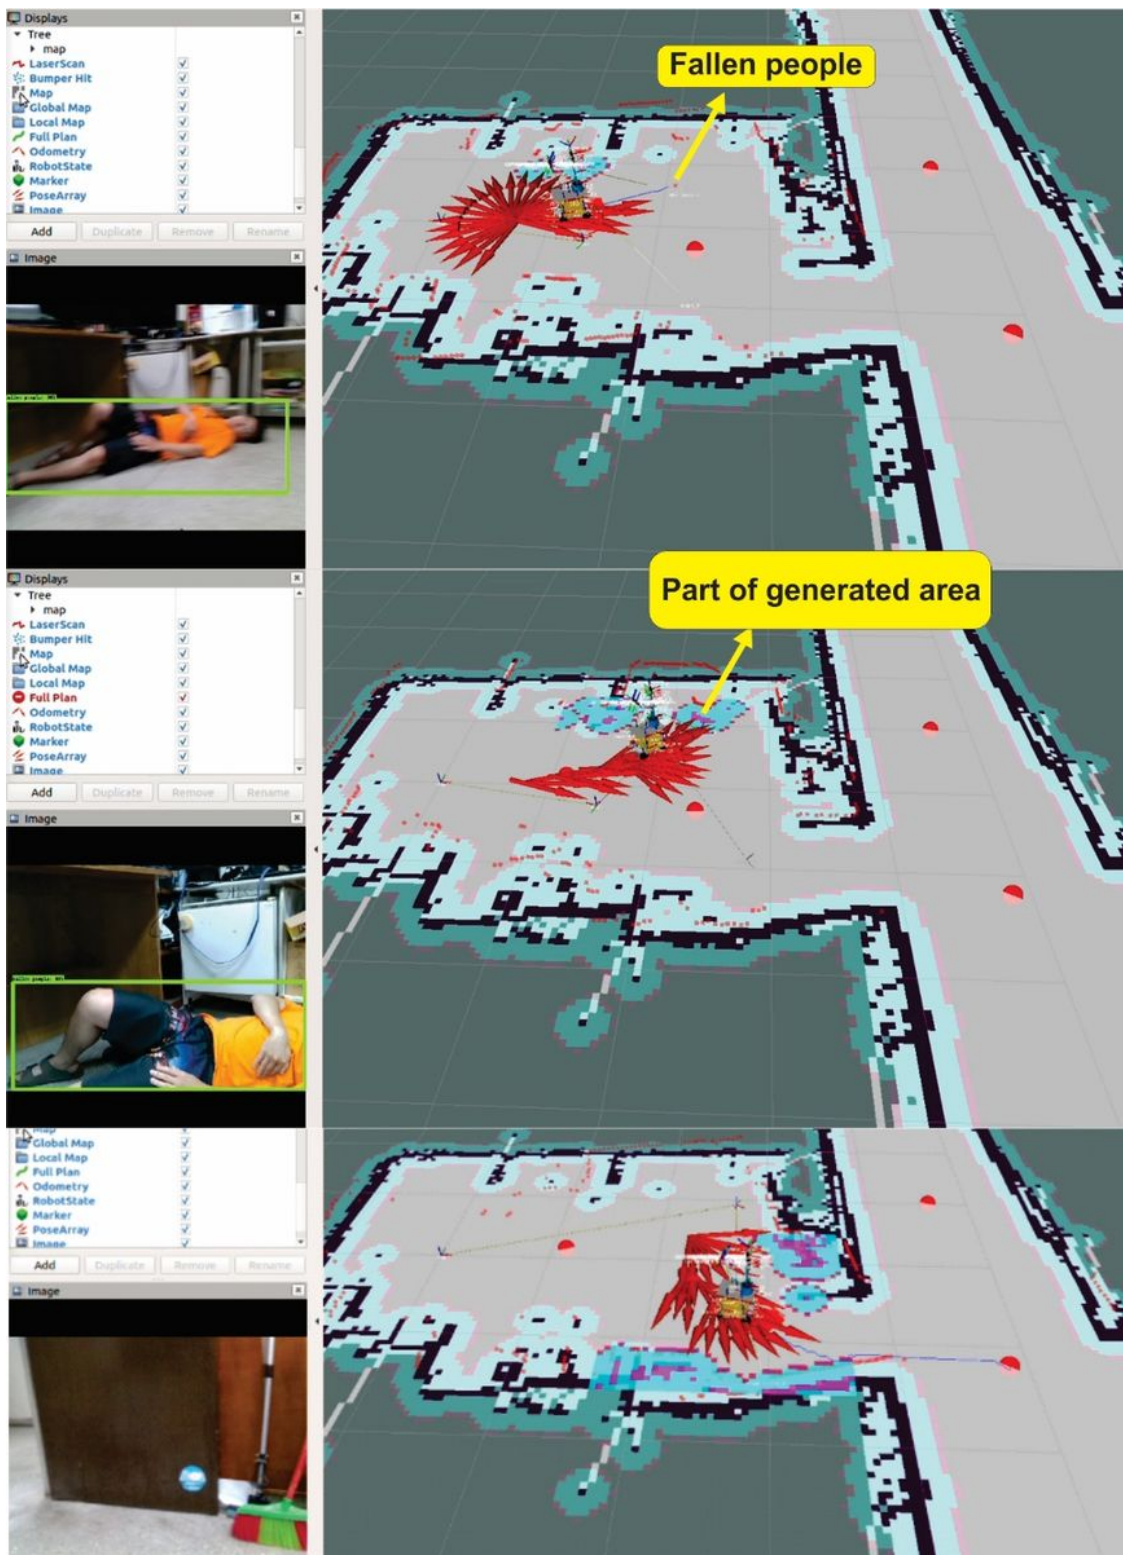 Displays
Tree
map
LaserScan
Bumper Hit
Map
Global Map
Local Map
Full Plan
Odometry
RobotState
Marker
PoseArray
Image
Add Duplicate Remove Rename
Image
Fallen people
Displays
Tree
map
LaserScan
Bumper Hit
Map
Global Map
Local Map
Full Plan
Odometry
RobotState
Marker
PoseArray
Image
Add Duplicate Remove Rename
Image
Part of generated area
Map
Global Map
Local Map
Full Plan
Odometry
RobotState
Marker
PoseArray
Image
Add Duplicate Remove Rename
Image